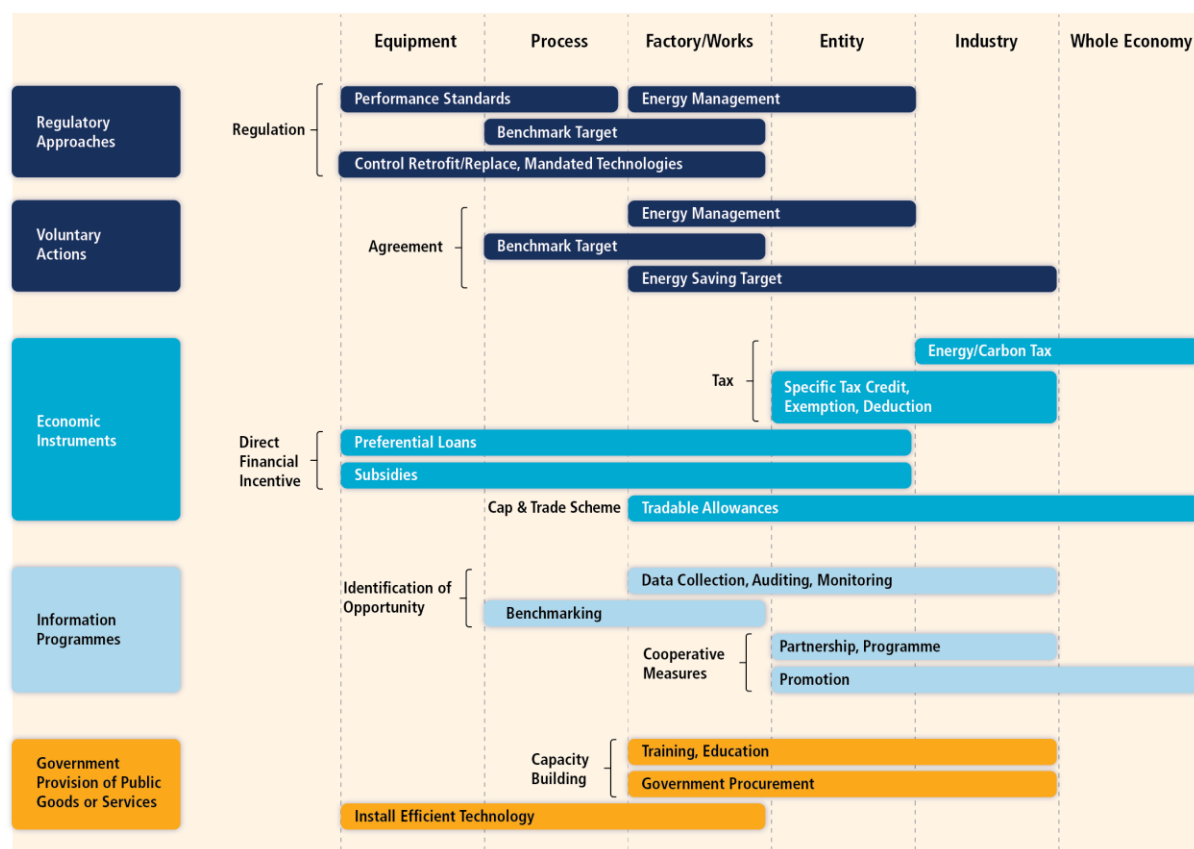 Equipment
Process
Factory/Works
Entity
Industry
Whole Economy
Regulatory
Approaches
Regulation
Performance Standards
Energy Management
Benchmark Target
Control Retrofit/Replace, Mandated Technologies
Voluntary
Actions
Agreement
Energy Management
Benchmark Target
Energy Saving Target
Economic
Instruments
Tax
Energy/Carbon Tax
Specific Tax Credit,
Exemption, Deduction
Direct
Financial
Incentive
Preferential Loans
Subsidies
Cap & Trade Scheme
Tradable Allowances
Information
Programmes
Identification of
Opportunity
Data Collection, Auditing, Monitoring
Benchmarking
Cooperative
Measures
Partnership, Programme
Promotion
Government
Provision of Public
Goods or Services
Capacity
Building
Training, Education
Government Procurement
Install Efficient Technology